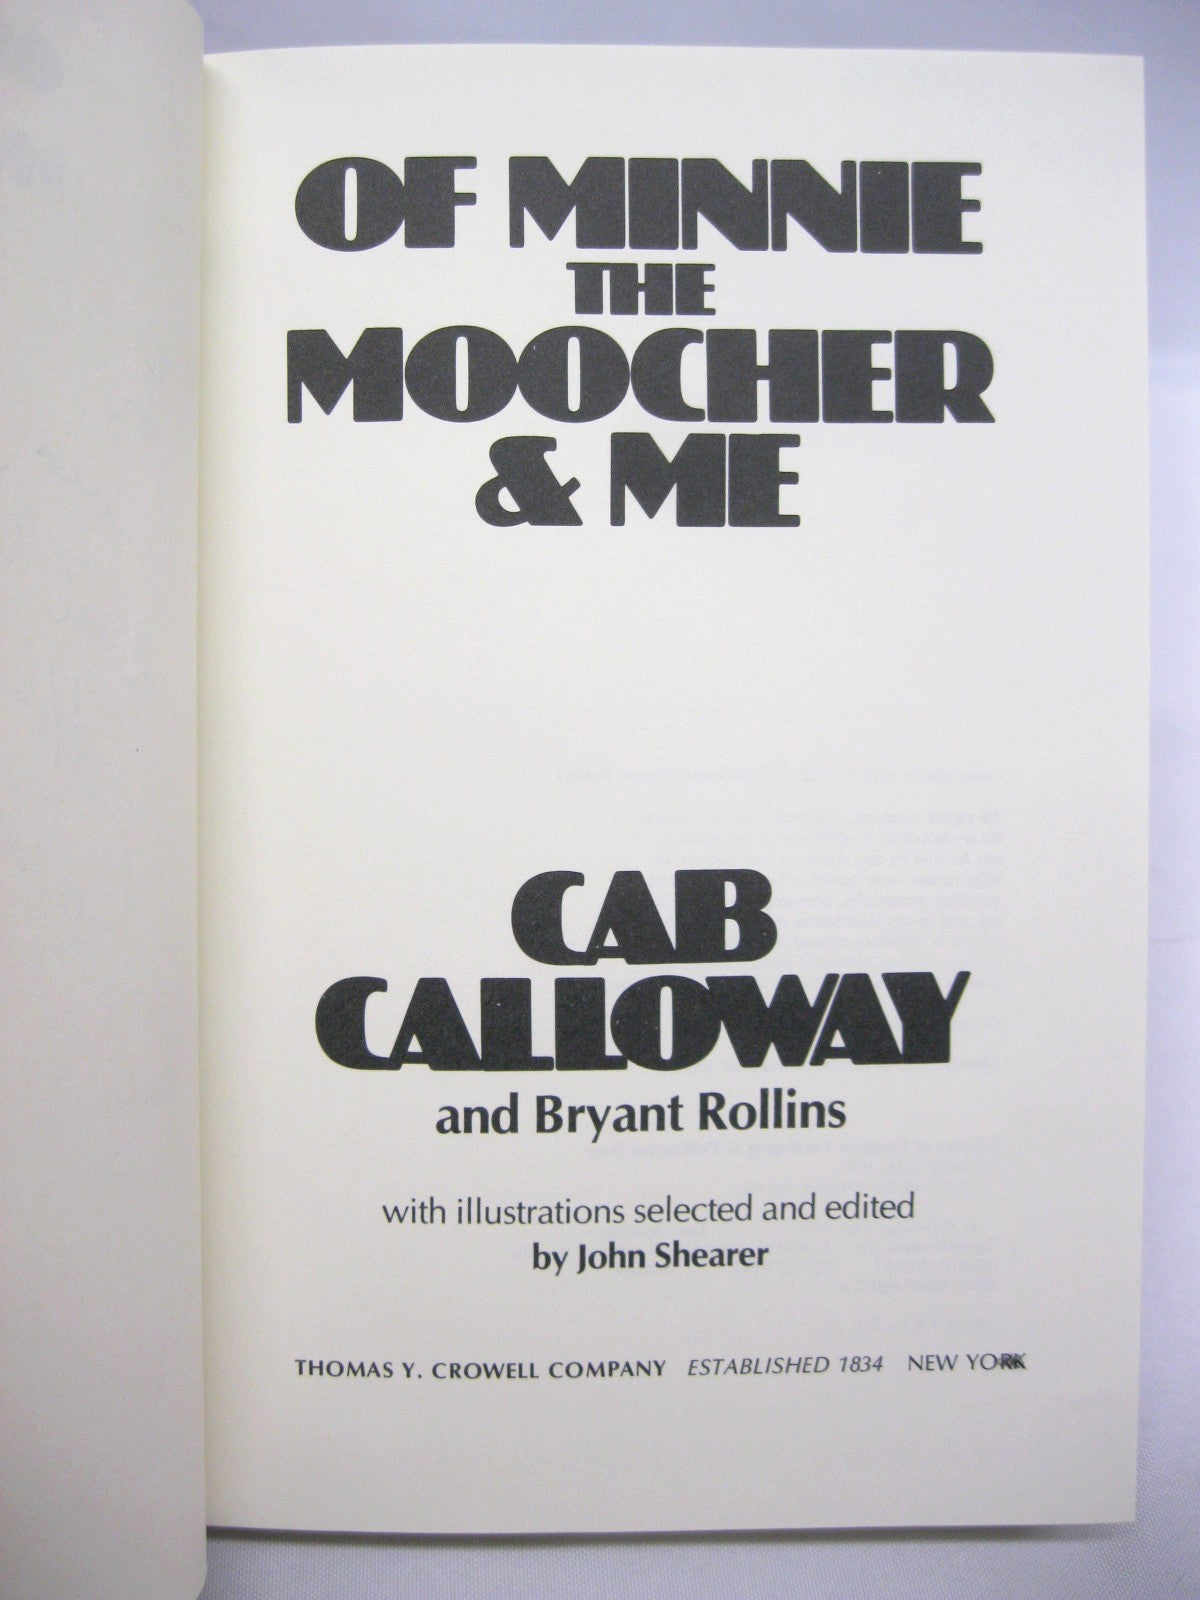 OF MINNIE
THE
MOOCHER
& ME
CAB
CALLOWAY
and Bryant Rollins
with illustrations selected and edited
by John Shearer
THOMAS Y. CROWELL COMPANY ESTABLISHED 1834 NEW YORK